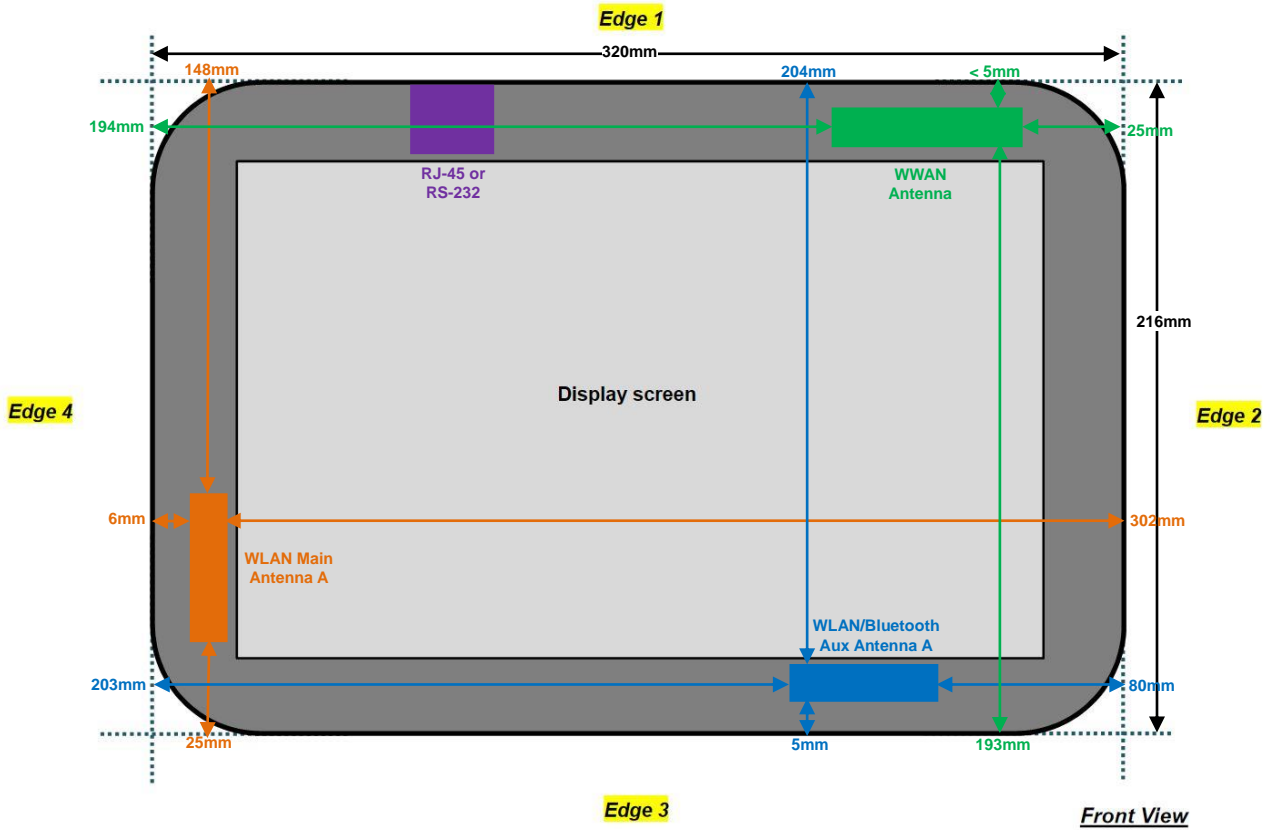 Edge 1
320mm
148mm
204mm
< 5mm
194mm
25mm
RJ-45 or
RS-232
WWAN
Antenna
216mm
Display screen
Edge 4
Edge 2
6mm
302mm
WLAN Main
Antenna A
WLAN/Bluetooth
Aux Antenna A
203mm
80mm
25mm
5mm
193mm
Edge 3
Front View